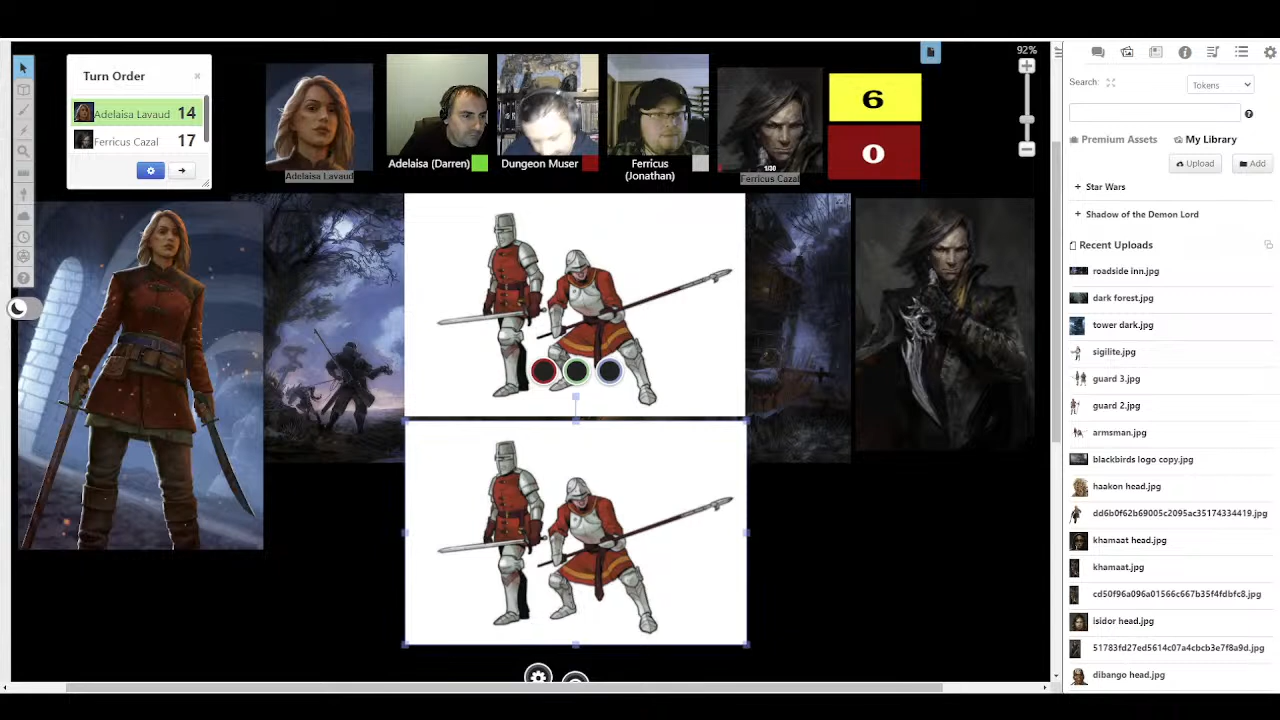 92%
Turn Order
×
Adelaisa Lavaud 14
Ferricus Cazal 17
Adelaisa (Darren)
Dungeon Muser
Ferricus
(Jonathan)
Adelaisa Lavaud
1/30
Ferricus Cazal
6
0
Search:
Tokens
Premium Assets
My Library
Upload
Add
+ Star Wars
+ Shadow of the Demon Lord
Recent Uploads
roadside inn.jpg
dark forest.jpg
tower dark.jpg
sigilite.jpg
guard 3.jpg
guard 2.jpg
armsman.jpg
blackbirds logo copy.jpg
haakon head.jpg
dd6b0f62b69005c2095ac35174334419.jpg
khamaat head.jpg
khamaat.jpg
cd50f96a096a01566c667b35f4fdbfc8.jpg
isidor head.jpg
51783fd27ed5614c07a4cbcb3e7f8a9d.jpg
dibango head.jpg